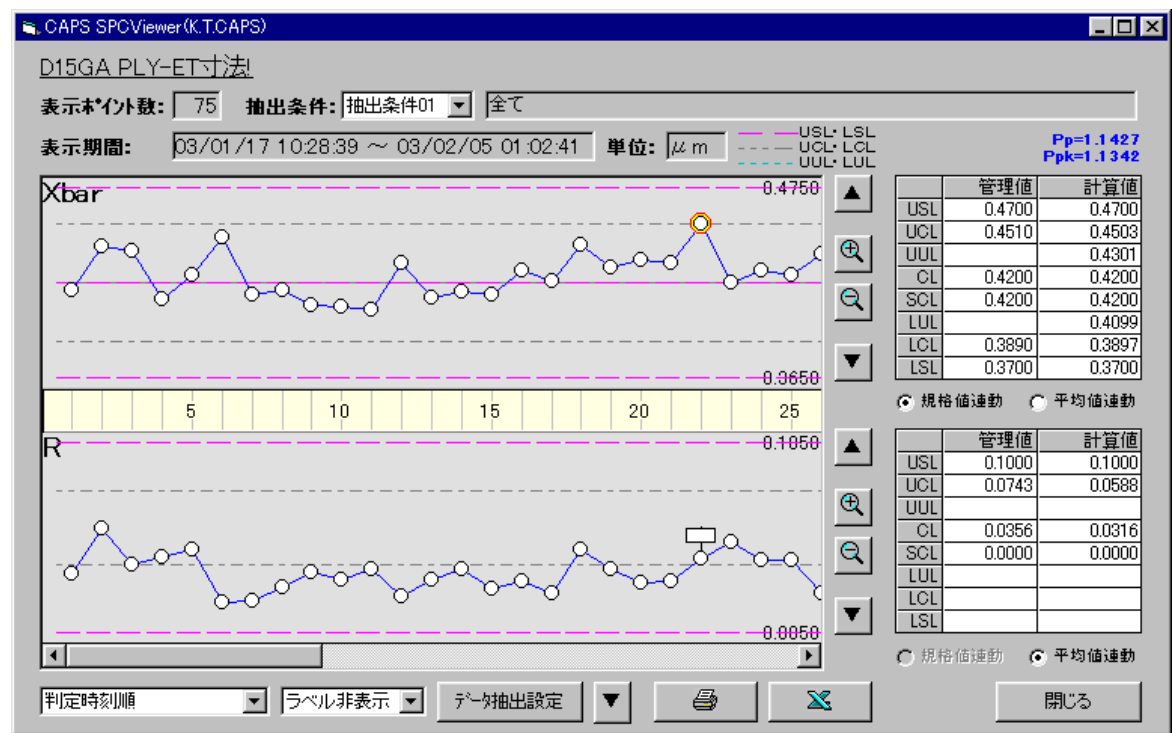 CAPS SPCViewer(K.T.CAPS)
D15GA PLY-ET寸法!
表示ﾎﾟｲﾝﾄ数: 75 抽出条件: 抽出条件01 全て
表示期間: 03/01/17 10:28:39 ～ 03/02/05 01:02:41 単位: μm
USL・LSL
UCL・LCL
UUL・LUL
Pp=1.1427
Ppk=1.1342
Xbar 0.4750
0.3650
5 10 15 20 25
R 0.1050
0.0050
管理値 計算値
USL 0.4700 0.4700
UCL 0.4510 0.4503
UUL 0.4301
CL 0.4200 0.4200
SCL 0.4200 0.4200
LUL 0.4099
LCL 0.3890 0.3897
LSL 0.3700 0.3700
規格値連動 平均値連動
管理値 計算値
USL 0.1000 0.1000
UCL 0.0743 0.0588
UUL
CL 0.0356 0.0316
SCL 0.0000 0.0000
LUL
LCL
LSL
規格値連動 平均値連動
判定時刻順 ラベル非表示 ﾃﾞｰﾀ抽出設定 閉じる